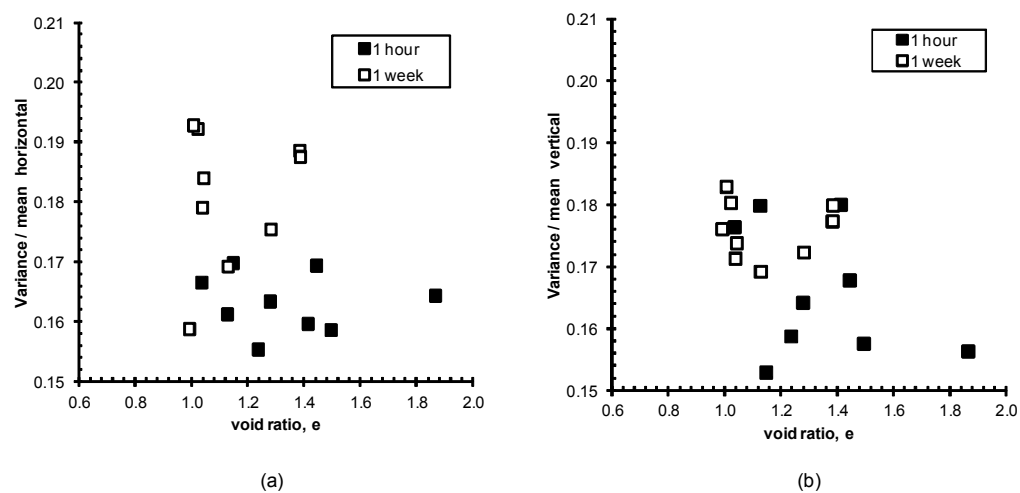 0.21
0.20
0.19
0.18
0.17
0.16
0.15
Variance / mean horizontal
1 hour
1 week
0.6 0.8 1.0 1.2 1.4 1.6 1.8 2.0
void ratio, e
(a)
0.21
0.20
0.19
0.18
0.17
0.16
0.15
Variance / mean vertical
1 hour
1 week
0.6 0.8 1.0 1.2 1.4 1.6 1.8 2.0
void ratio, e
(b)